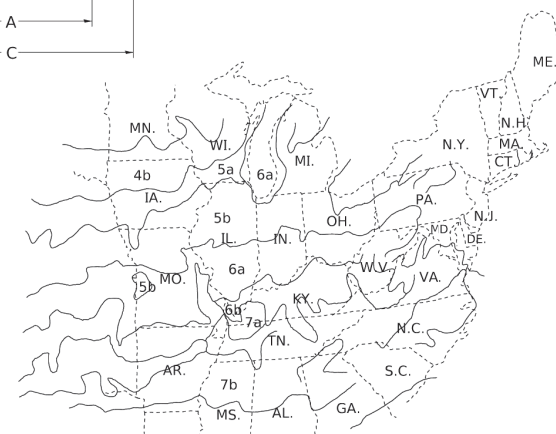 A
C
ME.
VT.
N.H.
MN.
WI.
MI.
N.Y.
MA.
CT.
4b
5a
6a
IA.
PA.
5b
OH.
N.J.
IL.
IN.
MD.
DE.
6a
W.V.
VA.
5b
MO.
KY.
6b
7a
N.C.
TN.
AR.
7b
S.C.
MS.
AL.
GA.